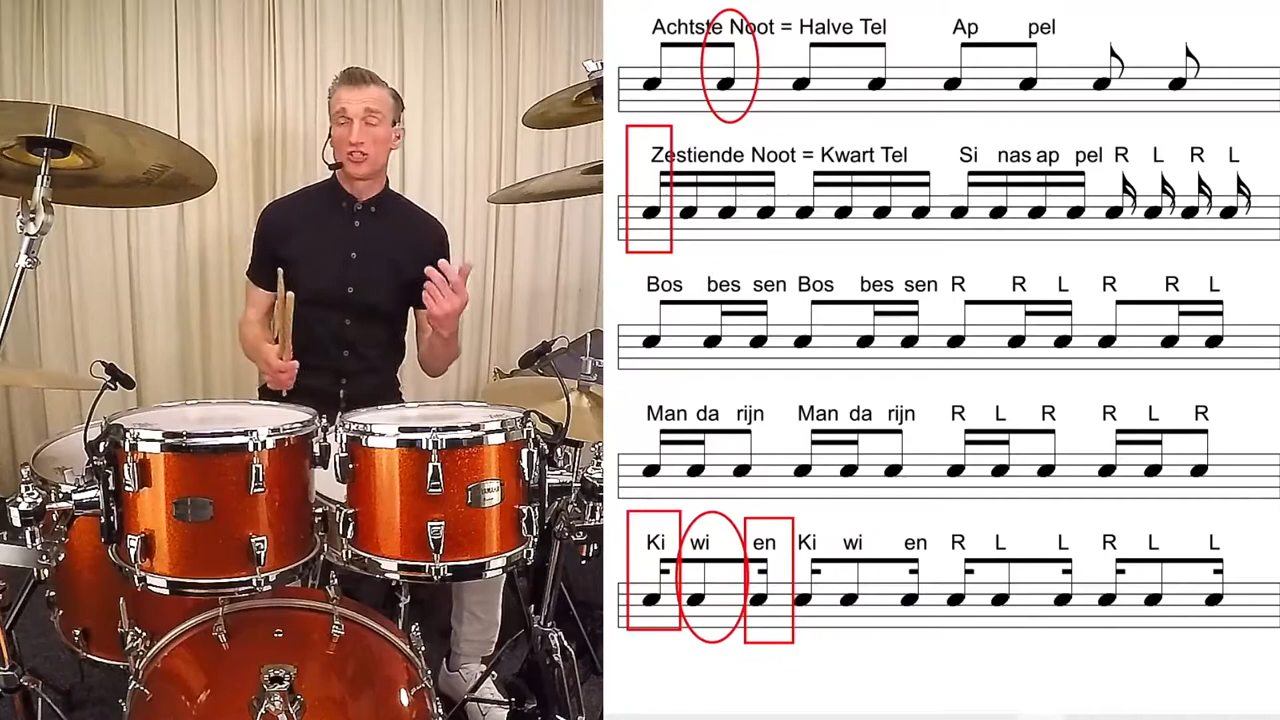 Achtste Noot = Halve Tel Ap pel
Zestiende Noot = Kwart Tel Si nas ap pel R L R L
Bos bes sen Bos bes sen R R L R R L
Man da rijn Man da rijn R L R R L R
Ki wi en Ki wi en R L L R L L
YAMAHA